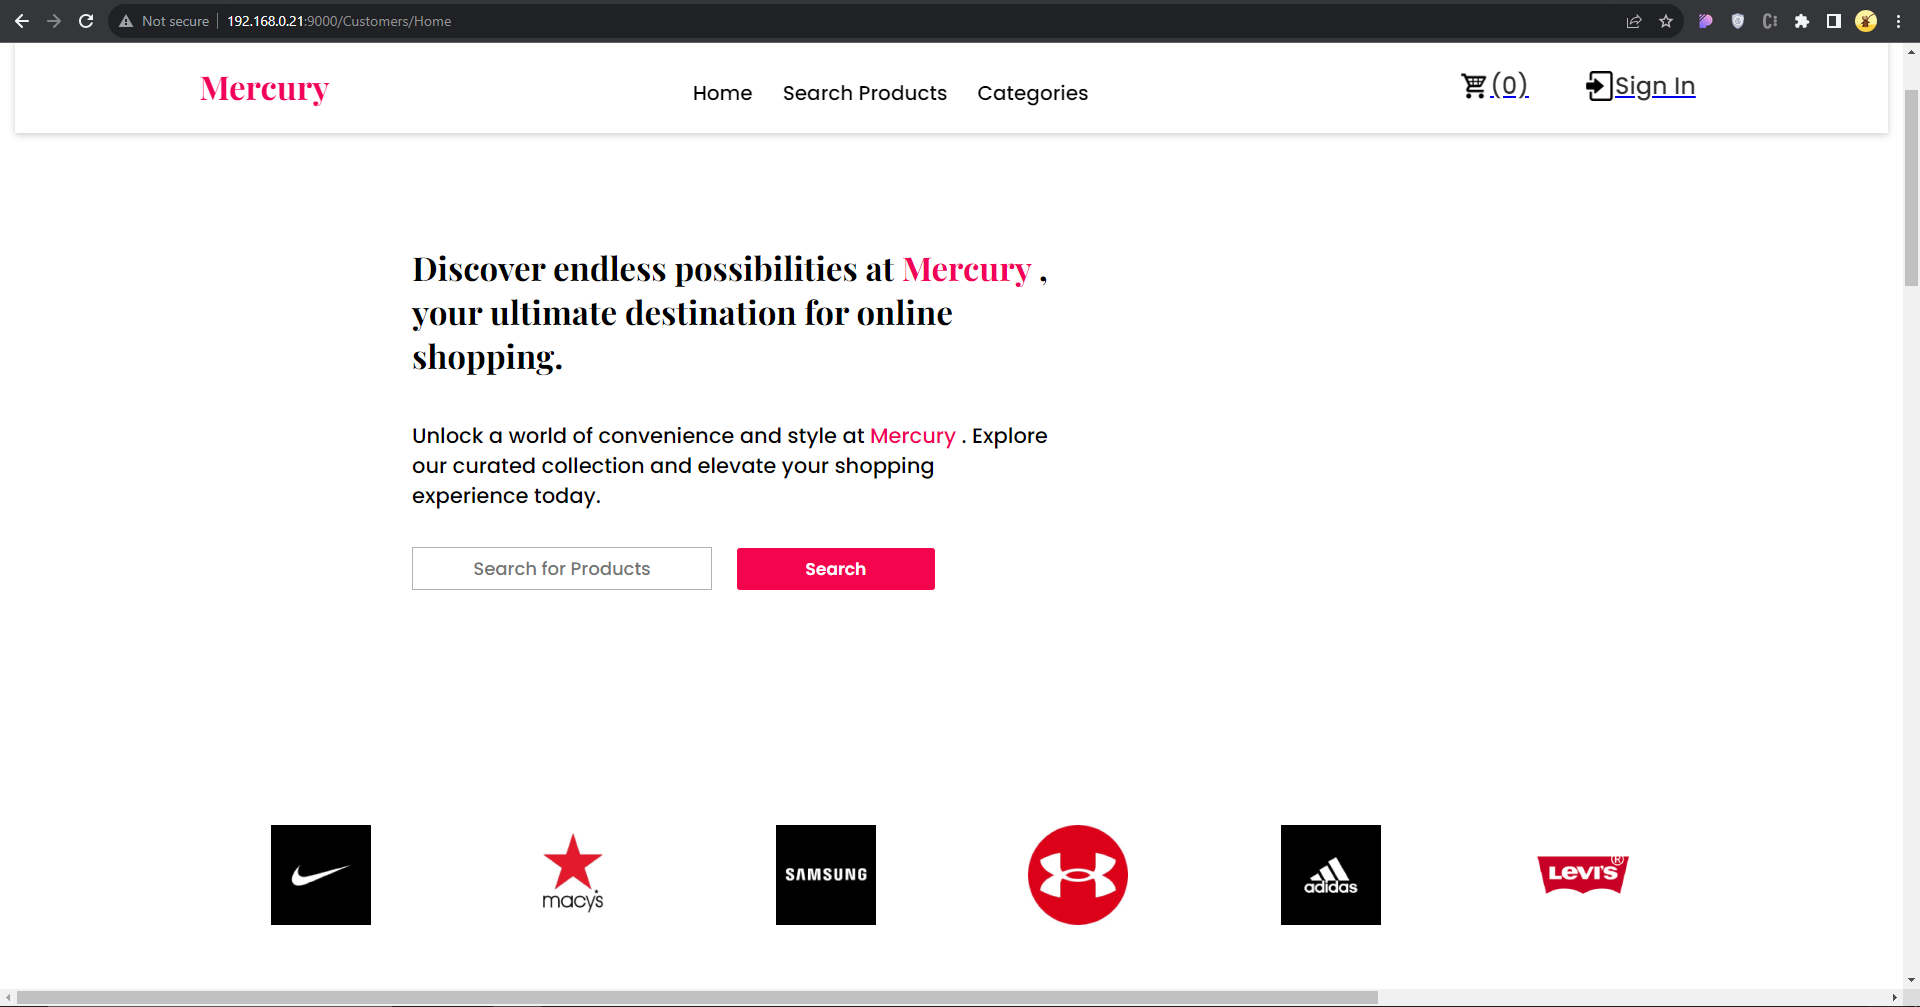 Not secure 192.168.0.21:9000/Customers/Home
Mercury
Home Search Products Categories
(0) Sign In
Discover endless possibilities at Mercury ,
your ultimate destination for online
shopping.
Unlock a world of convenience and style at Mercury . Explore
our curated collection and elevate your shopping
experience today.
Search for Products Search
macy's SAMSUNG adidas LEVI'S®